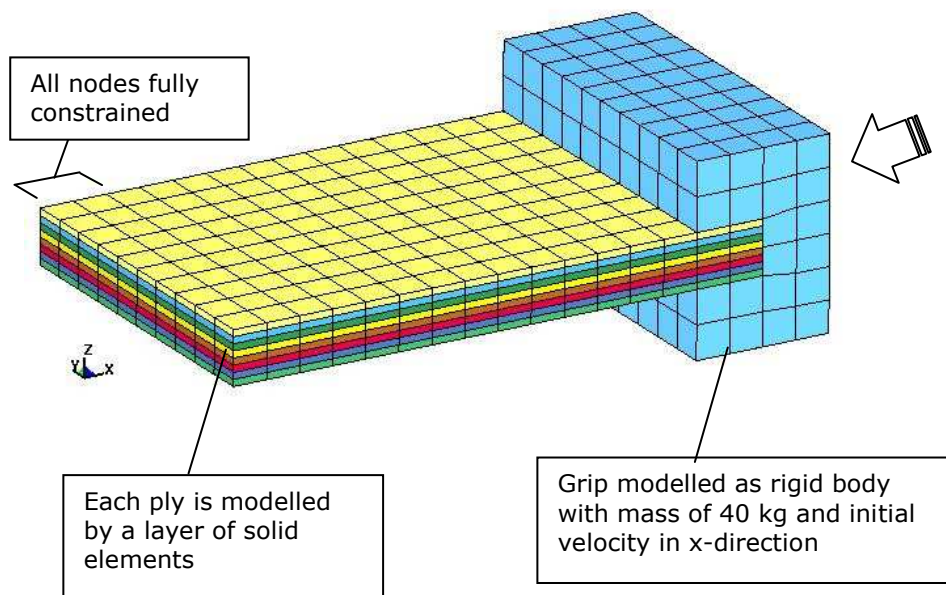 All nodes fully
constrained
Z
Y
X
Each ply is modelled
by a layer of solid
elements
Grip modelled as rigid body
with mass of 40 kg and initial
velocity in x-direction